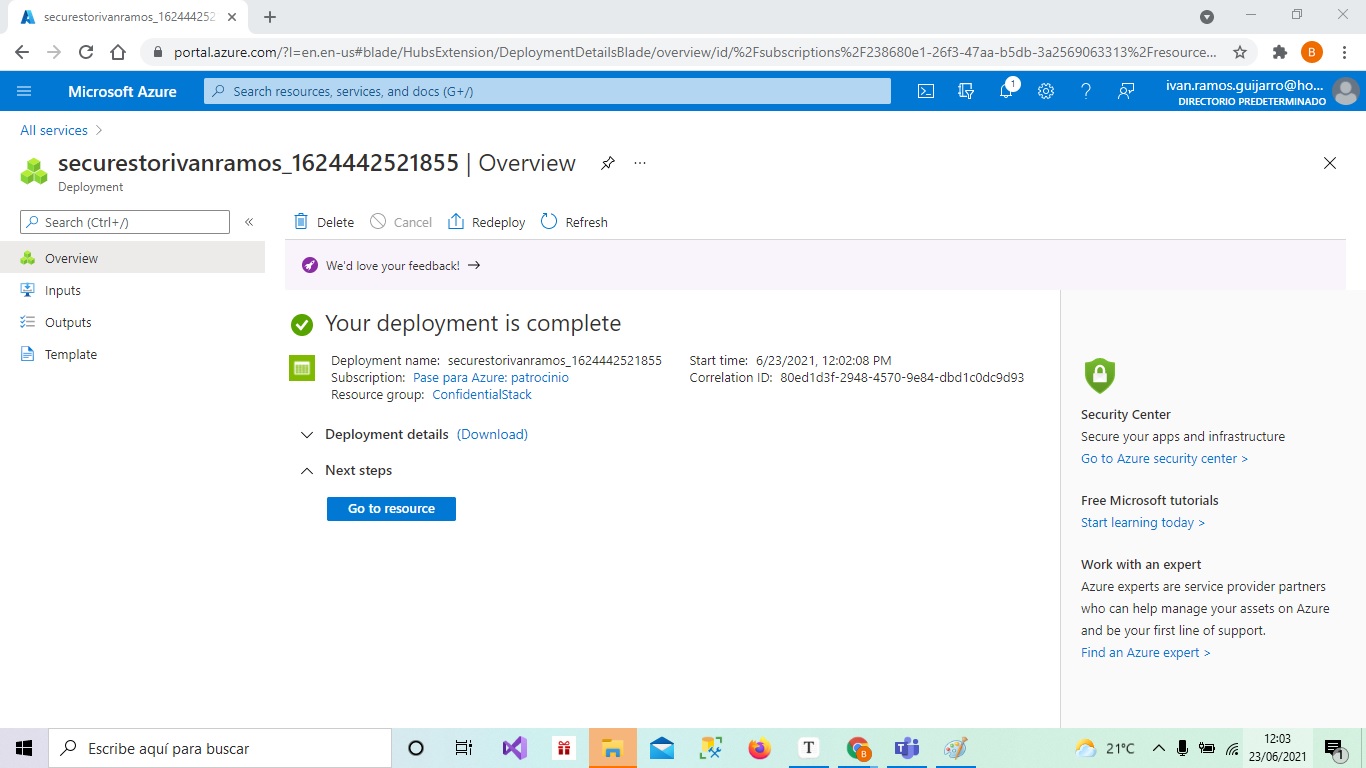 securestorivanramos_162444252
portal.azure.com/?l=en.en-us#blade/HubsExtension/DeploymentDetailsBlade/overview/id/%2Fsubscriptions%2F238680e1-26f3-47aa-b5db-3a2569063313%2Fresource...
B
Microsoft Azure
Search resources, services, and docs (G+/)
1
ivan.ramos.guijarro@ho...
DIRECTORIO PREDETERMINADO
All services
securestorivanramos_1624442521855 | Overview
Deployment
Search (Ctrl+/)
Delete
Cancel
Redeploy
Refresh
Overview
Inputs
Outputs
Template
We'd love your feedback!
Your deployment is complete
Deployment name: securestorivanramos_1624442521855
Subscription: Pase para Azure: patrocinio
Resource group: ConfidentialStack
Start time: 6/23/2021, 12:02:08 PM
Correlation ID: 80ed1d3f-2948-4570-9e84-dbd1c0dc9d93
Deployment details (Download)
Next steps
Go to resource
Security Center
Secure your apps and infrastructure
Go to Azure security center >
Free Microsoft tutorials
Start learning today >
Work with an expert
Azure experts are service provider partners
who can help manage your assets on Azure
and be your first line of support.
Find an Azure expert >
Escribe aquí para buscar
T
B
21°C
12:03
23/06/2021
1